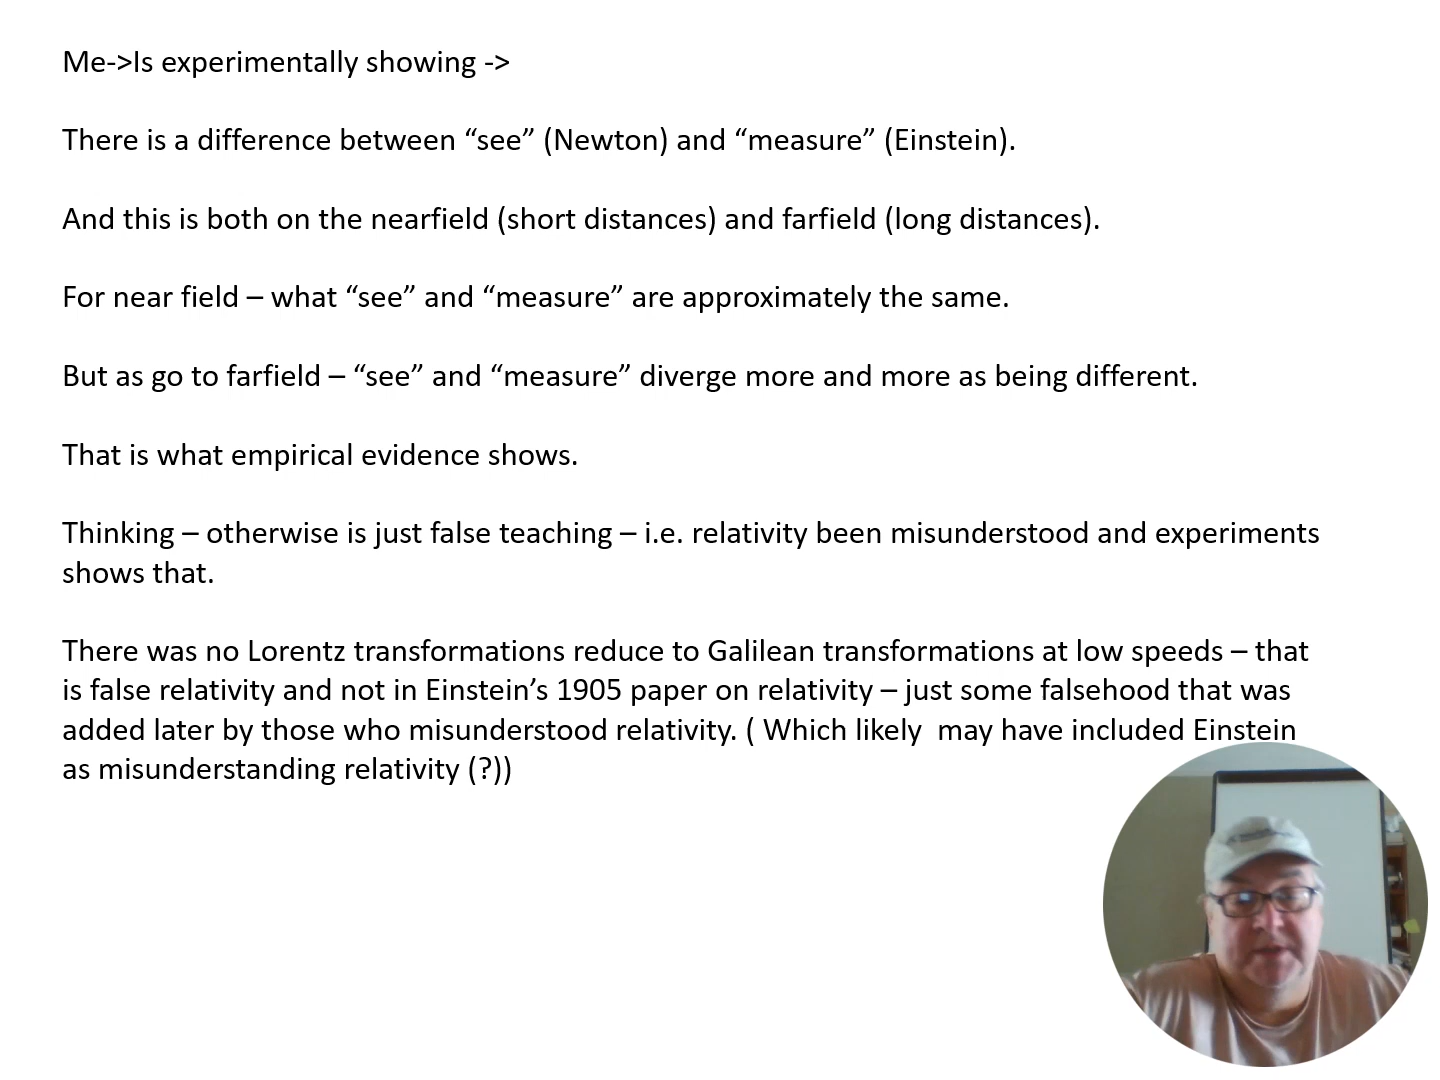 Me->Is experimentally showing ->
There is a difference between “see” (Newton) and “measure” (Einstein).
And this is both on the nearfield (short distances) and farfield (long distances).
For near field – what “see” and “measure” are approximately the same.
But as go to farfield – “see” and “measure” diverge more and more as being different.
That is what empirical evidence shows.
Thinking – otherwise is just false teaching – i.e. relativity been misunderstood and experiments
shows that.
There was no Lorentz transformations reduce to Galilean transformations at low speeds – that
is false relativity and not in Einstein’s 1905 paper on relativity – just some falsehood that was
added later by those who misunderstood relativity. ( Which likely  may have included Einstein
as misunderstanding relativity (?))